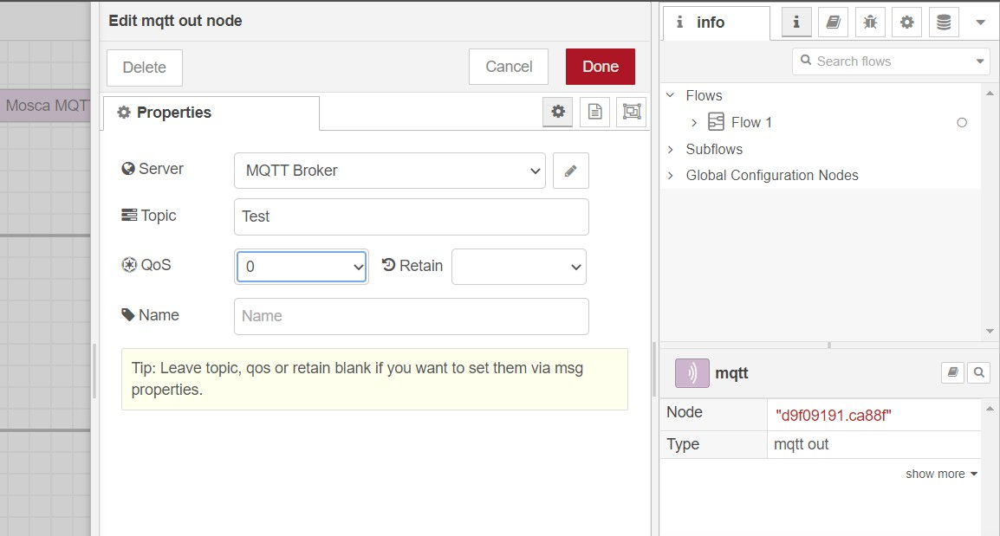 Edit mqtt out node
Delete
Cancel
Done
Properties
Server
MQTT Broker
Topic
Test
QoS
0
Retain
Name
Name
Tip: Leave topic, qos or retain blank if you want to set them via msg
properties.
Mosca MQT
info
Search flows
Flows
Flow 1
Subflows
Global Configuration Nodes
mqtt
Node
"d9f09191.ca88f"
Type
mqtt out
show more